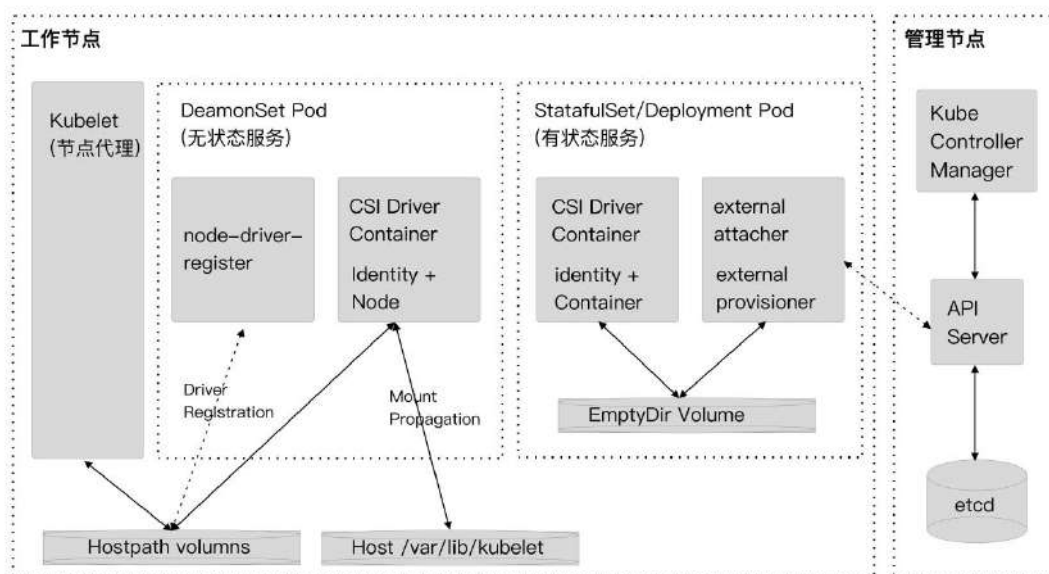 工作节点
Kubelet
(节点代理)
DeamonSet Pod
(无状态服务)
node-driver-
register
CSI Driver
Container
Identity +
Node
Driver
Registration
Mount
Propagation
Hostpath volumns
Host /var/lib/kubelet
StatafulSet/Deployment Pod
(有状态服务)
CSI Driver
Container
identity +
Container
external
attacher
external
provisioner
EmptyDir Volume
管理节点
Kube
Controller
Manager
API
Server
etcd